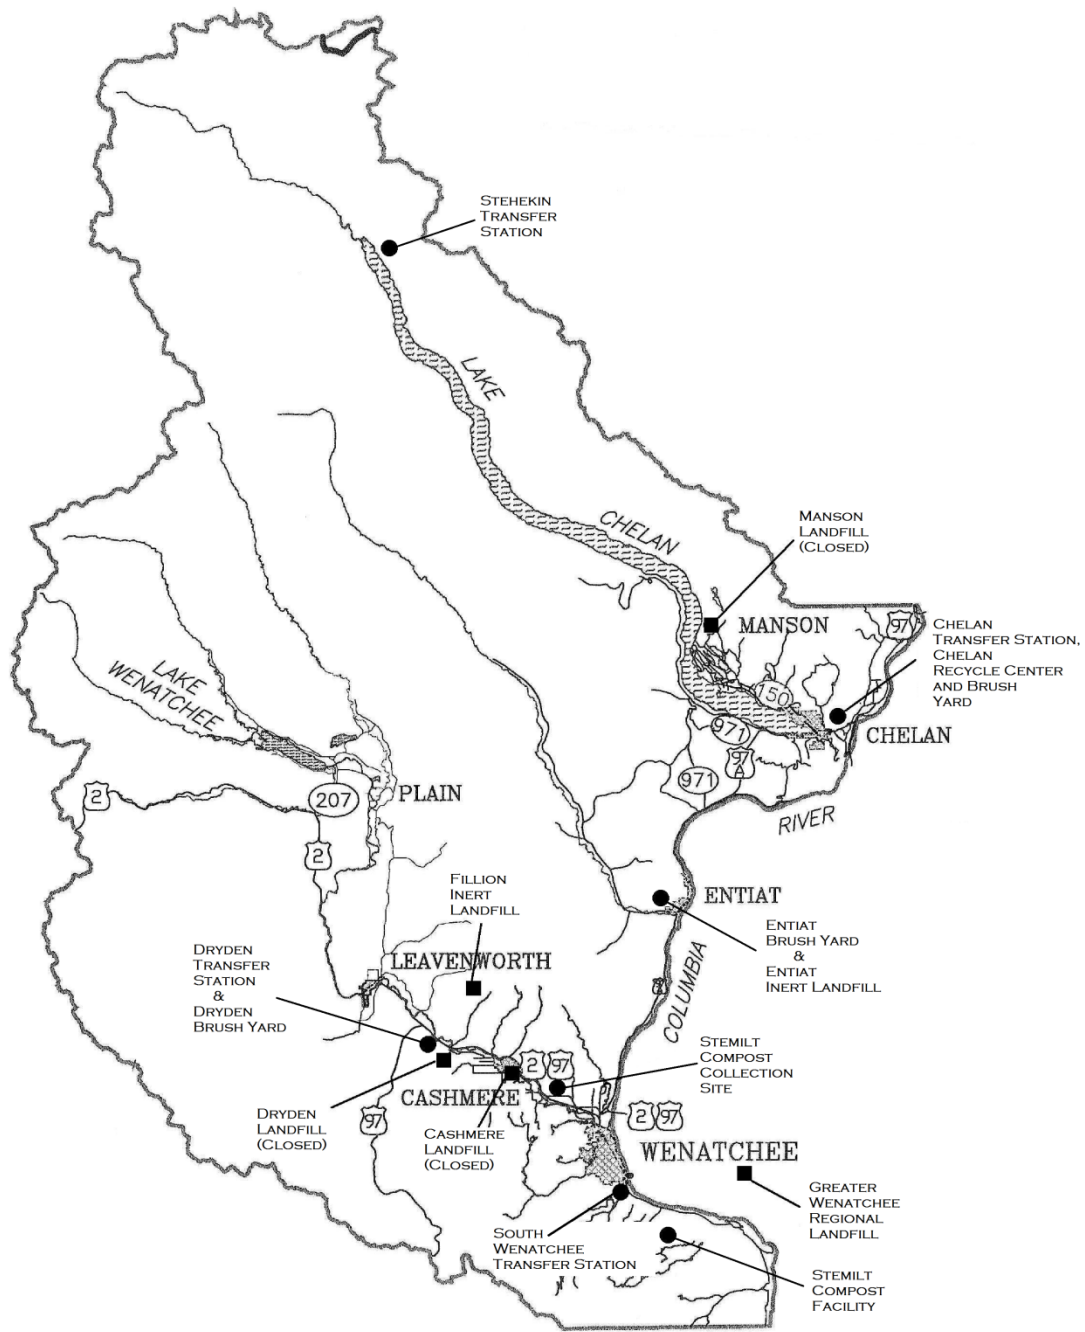 STEHEKIN
TRANSFER
STATION
LAKE
CHELAN
MANSON
LANDFILL
(CLOSED)
MANSON
97
CHELAN
TRANSFER STATION,
CHELAN
RECYCLE CENTER
AND BRUSH
YARD
150
971
CHELAN
97
A
971
LAKE
WENATCHEE
2
207
PLAIN
RIVER
2
FILLION
INERT
LANDFILL
ENTIAT
ENTIAT
BRUSH YARD
&
ENTIAT
INERT LANDFILL
DRYDEN
TRANSFER
STATION
&
DRYDEN
BRUSH YARD
LEAVENWORTH
COLUMBIA
STEMILT
COMPOST
COLLECTION
SITE
2 97
CASHMERE
DRYDEN
LANDFILL
(CLOSED)
97
CASHMERE
LANDFILL
(CLOSED)
2 97
WENATCHEE
GREATER
WENATCHEE
REGIONAL
LANDFILL
SOUTH
WENATCHEE
TRANSFER STATION
STEMILT
COMPOST
FACILITY